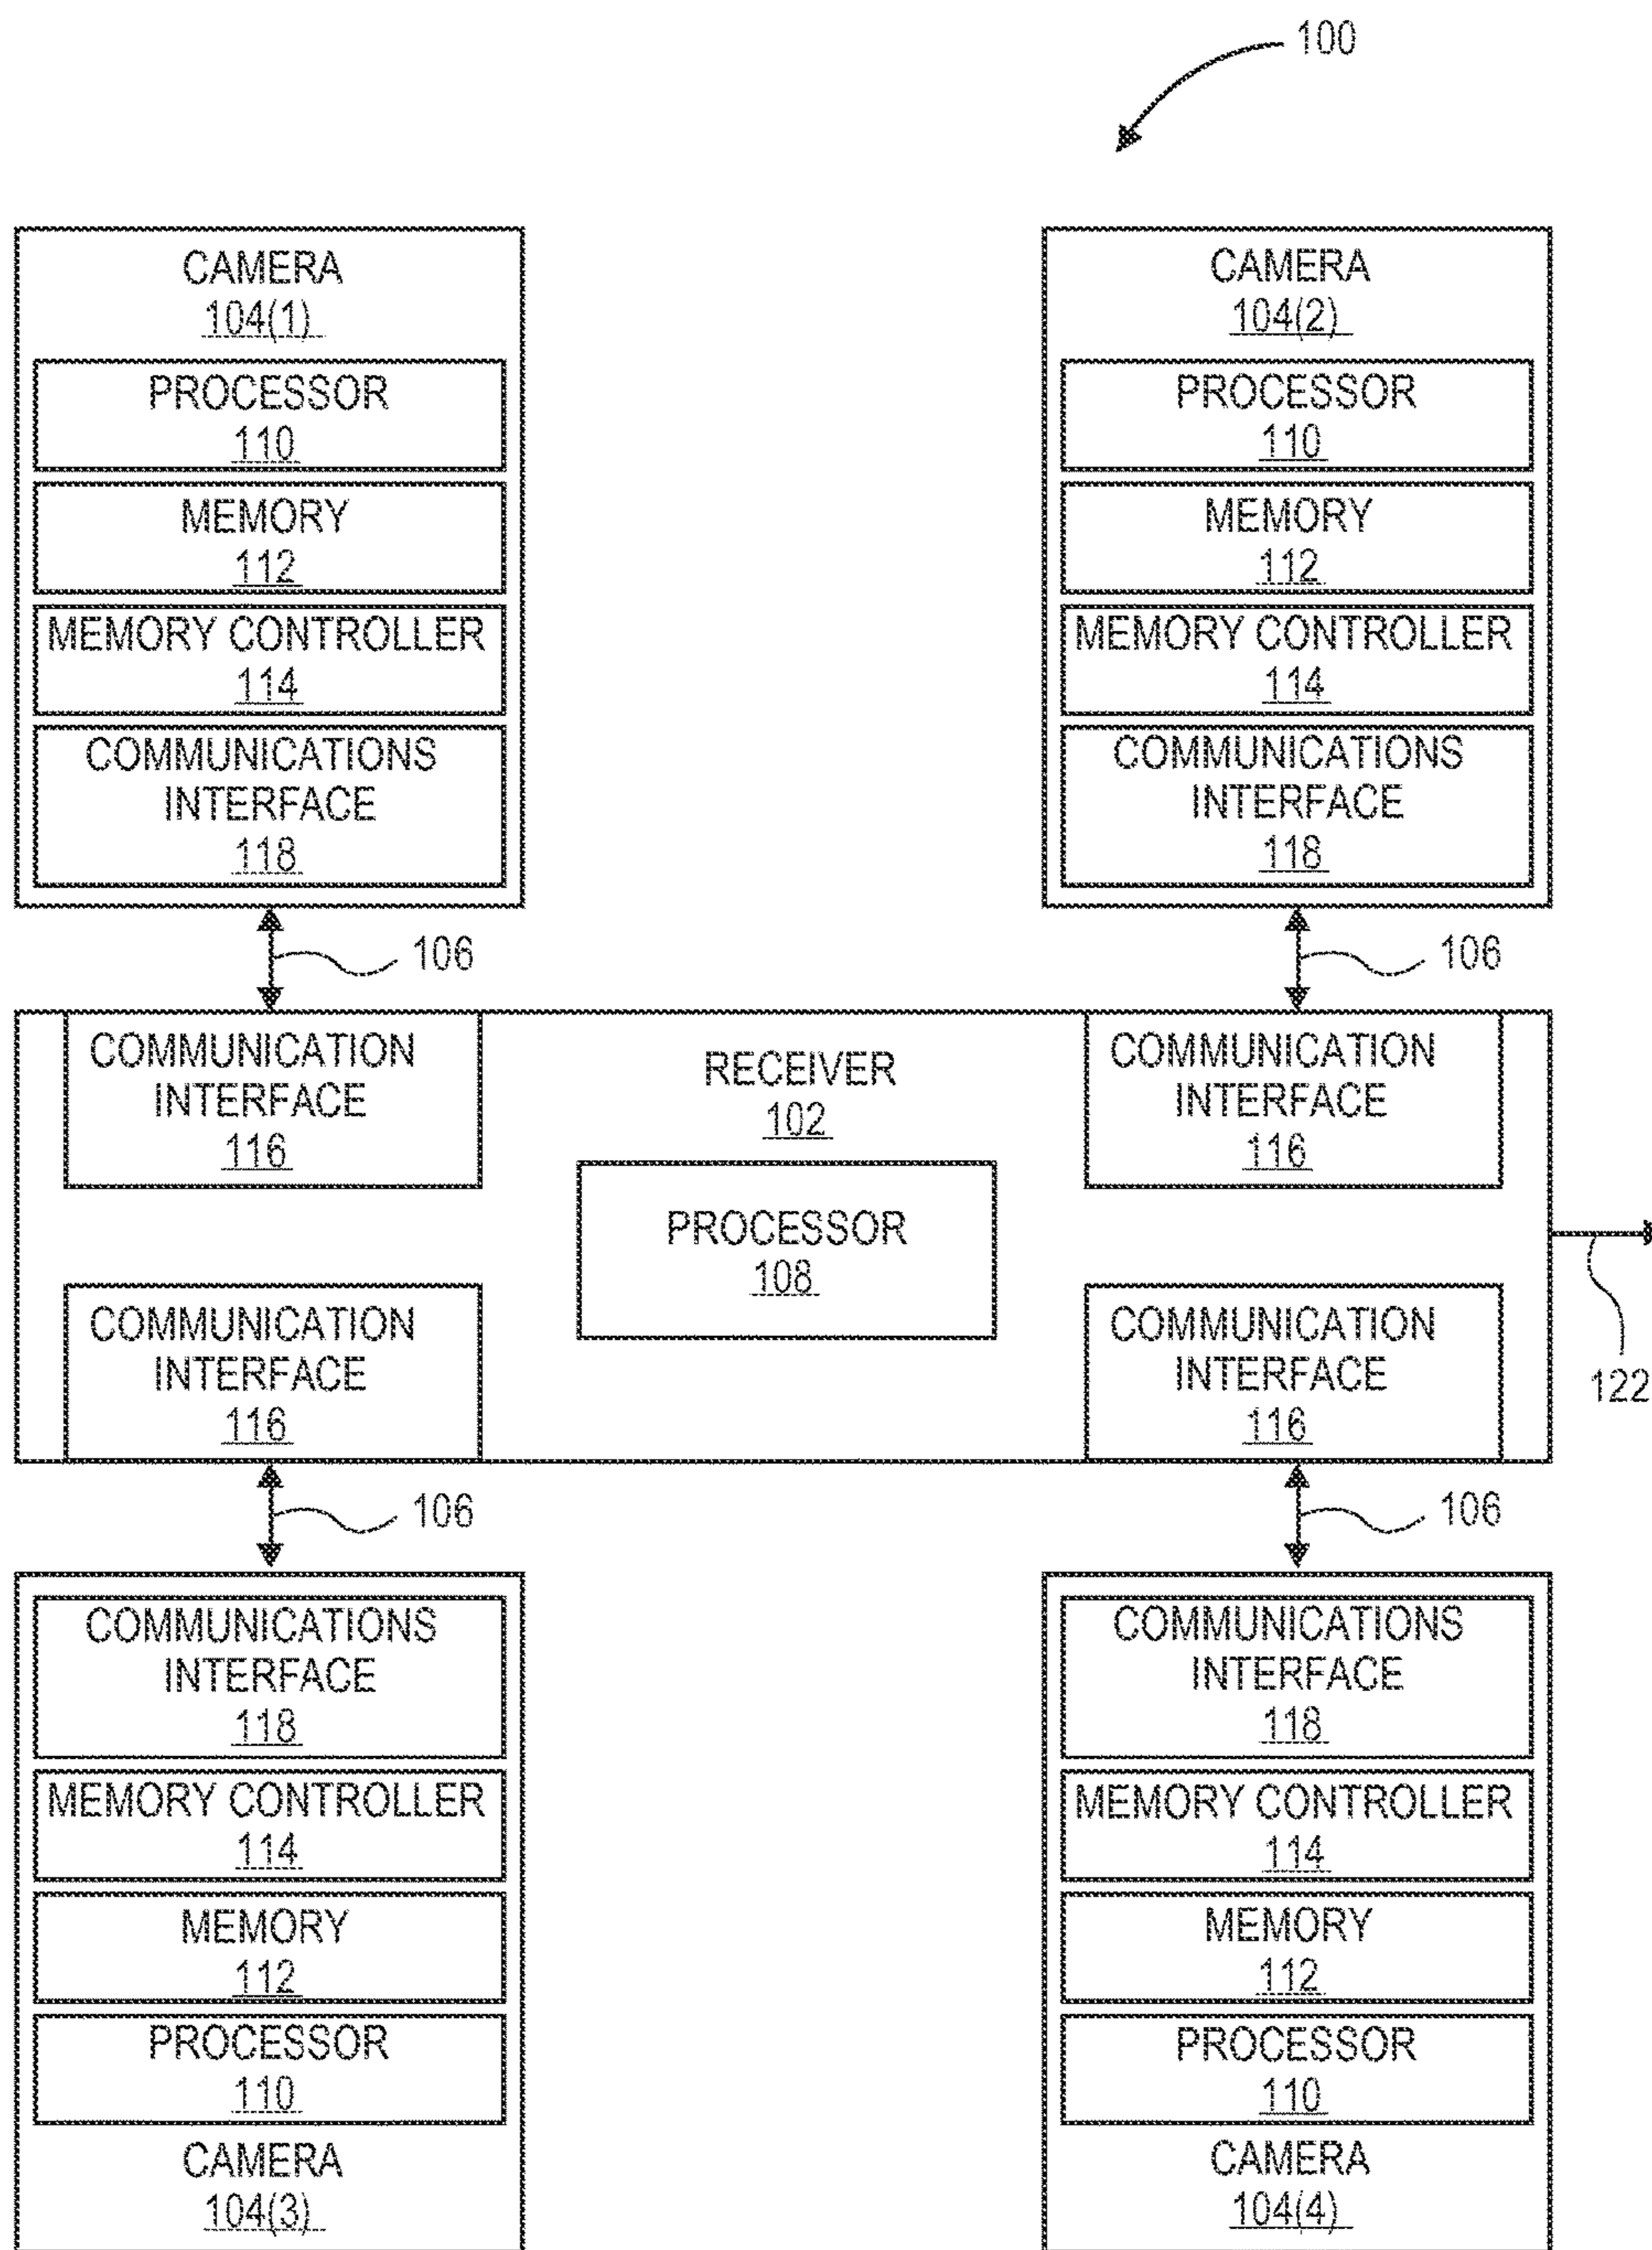 100
CAMERA
104(1)
PROCESSOR
110
MEMORY
112
MEMORY CONTROLLER
114
COMMUNICATIONS
INTERFACE
118
CAMERA
104(2)
PROCESSOR
110
MEMORY
112
MEMORY CONTROLLER
114
COMMUNICATIONS
INTERFACE
118
106
106
COMMUNICATION
INTERFACE
116
RECEIVER
102
COMMUNICATION
INTERFACE
116
PROCESSOR
108
COMMUNICATION
INTERFACE
116
COMMUNICATION
INTERFACE
116
122
106
106
COMMUNICATIONS
INTERFACE
118
MEMORY CONTROLLER
114
MEMORY
112
PROCESSOR
110
CAMERA
104(3)
COMMUNICATIONS
INTERFACE
118
MEMORY CONTROLLER
114
MEMORY
112
PROCESSOR
110
CAMERA
104(4)